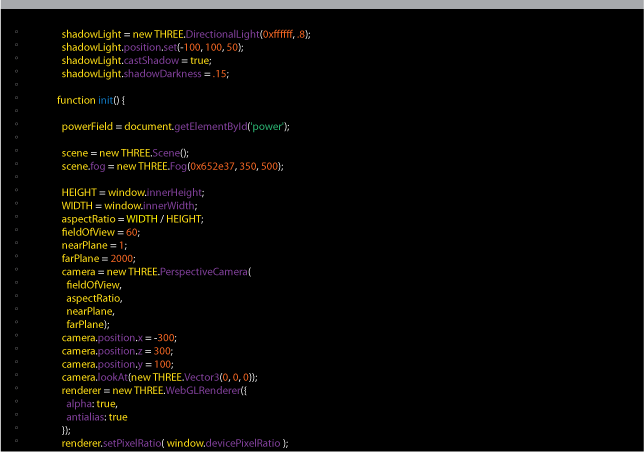 shadowLight = new THREE.DirectionalLight(0xffffff, .8);
shadowLight.position.set(-100, 100, 50);
shadowLight.castShadow = true;
shadowLight.shadowDarkness = .15;
function init() {
powerField = document.getElementById('power');
scene = new THREE.Scene();
scene.fog = new THREE.Fog(0x652e37, 350, 500);
HEIGHT = window.innerHeight;
WIDTH = window.innerWidth;
aspectRatio = WIDTH / HEIGHT;
fieldOfView = 60;
nearPlane = 1;
farPlane = 2000;
camera = new THREE.PerspectiveCamera(
fieldOfView,
aspectRatio,
nearPlane,
farPlane);
camera.position.x = -300;
camera.position.z = 300;
camera.position.y = 100;
camera.lookAt(new THREE.Vector3(0, 0, 0));
renderer = new THREE.WebGLRenderer({
alpha: true,
antialias: true
});
renderer.setPixelRatio( window.devicePixelRatio );